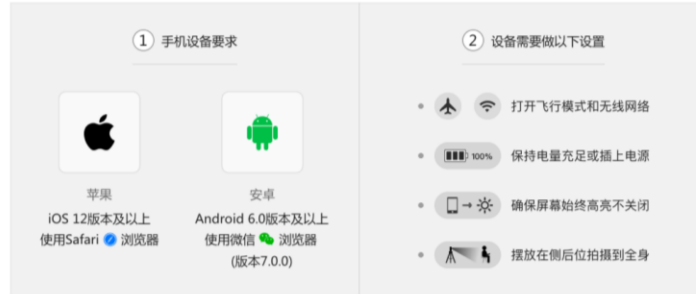 ① 手机设备要求
苹果
iOS 12版本及以上
使用Safari 浏览器
安卓
Android 6.0版本及以上
使用微信 浏览器
(版本7.0.0)
② 设备需要做以下设置
打开飞行模式和无线网络
100% 保持电量充足或插上电源
确保屏幕始终高亮不关闭
摆放在侧后位拍摄到全身